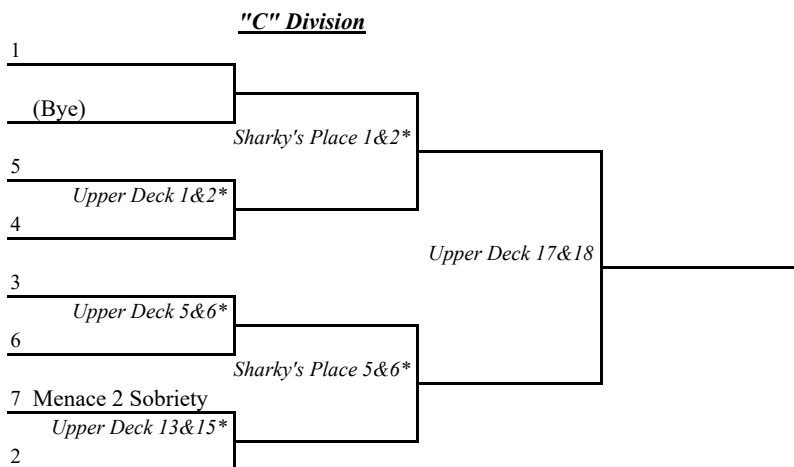 "C" Division
1
(Bye)
Sharky's Place 1&2*
5
Upper Deck 1&2*
4
Upper Deck 17&18
3
Upper Deck 5&6*
6
Sharky's Place 5&6*
7 Menace 2 Sobriety
Upper Deck 13&15*
2